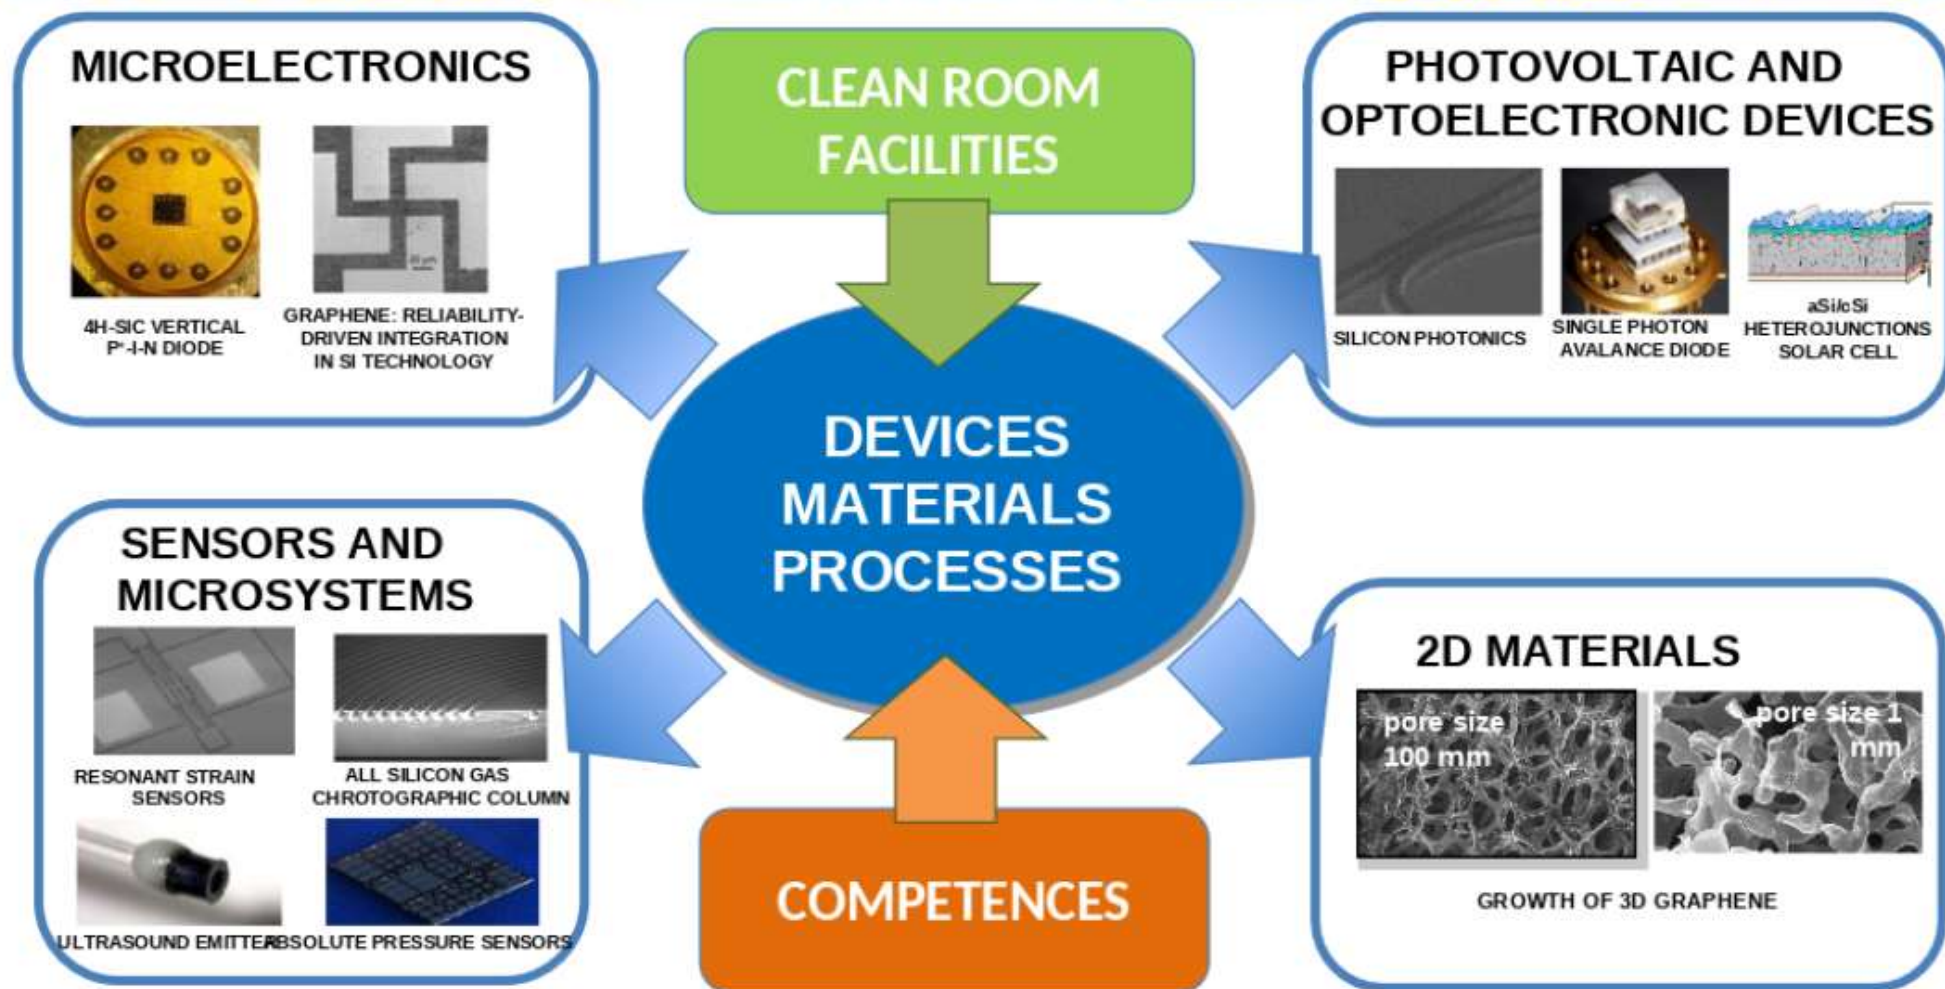 MICROELECTRONICS
4H-SIC VERTICAL
P⁺-I-N DIODE
GRAPHENE: RELIABILITY-
DRIVEN INTEGRATION
IN SI TECHNOLOGY
CLEAN ROOM
FACILITIES
PHOTOVOLTAIC AND
OPTOELECTRONIC DEVICES
SILICON PHOTONICS
SINGLE PHOTON
AVALANCE DIODE
aSi/cSi
HETEROJUNCTIONS
SOLAR CELL
DEVICES
MATERIALS
PROCESSES
SENSORS AND
MICROSYSTEMS
RESONANT STRAIN
SENSORS
ALL SILICON GAS
CHROTOGRAPHIC COLUMN
ULTRASOUND EMITTER
ABSOLUTE PRESSURE SENSORS
COMPETENCES
2D MATERIALS
pore size
100 mm
pore size 1
mm
GROWTH OF 3D GRAPHENE